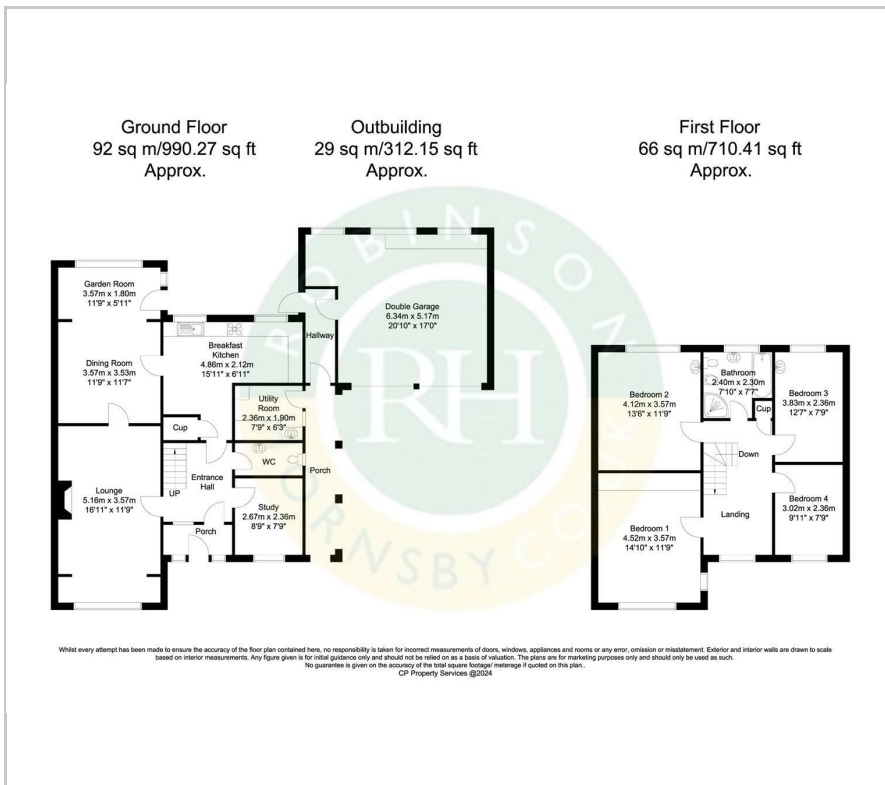 Ground Floor
92 sq m/990.27 sq ft
Approx.
Outbuilding
29 sq m/312.15 sq ft
Approx.
First Floor
66 sq m/710.41 sq ft
Approx.
Garden Room
3.57m x 1.80m
11'9" x 5'11"
Dining Room
3.57m x 3.53m
11'9" x 11'7"
Breakfast
Kitchen
4.86m x 2.12m
15'11" x 6'11"
Utility
Room
2.36m x 1.90m
7'9" x 6'3"
Cup
WC
Entrance
Hall
UP
Lounge
5.16m x 3.57m
16'11" x 11'9"
Study
2.67m x 2.36m
8'9" x 7'9"
Porch
Hallway
Porch
Double Garage
6.34m x 5.17m
20'10" x 17'0"
Bedroom 2
4.12m x 3.57m
13'6" x 11'9"
Bathroom
2.40m x 2.30m
7'10" x 7'7"
Cup
Bedroom 3
3.83m x 2.36m
12'7" x 7'9"
Down
Landing
Bedroom 1
4.52m x 3.57m
14'10" x 11'9"
Bedroom 4
3.02m x 2.36m
9'11" x 7'9"
ROBINSON
RH
HORNSBY.CO.UK
Whilst every attempt has been made to ensure the accuracy of the floor plan contained here, no responsibility is taken for incorrect measurements of doors, windows, appliances and rooms or any error, omission or misstatement. Exterior and interior walls are drawn to scale
based on interior measurements. Any figure given is for initial guidance only and should not be relied on as a basis of valuation. The plans are for marketing purposes only and should only be used as such.
No guarantee is given on the accuracy of the total square footage/ meterage if quoted on this plan..
CP Property Services @2024